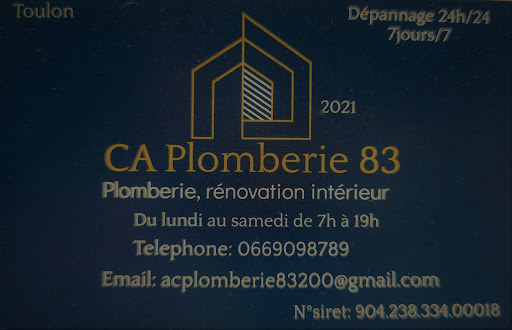 Toulon
Dépannage 24h/24
7jours/7
2021
CA Plomberie 83
Plomberie, rénovation intérieur
Du lundi au samedi de 7h à 19h
Telephone: 0669098789
Email: acplomberie83200@gmail.com
N°siret: 904.238.334.00018